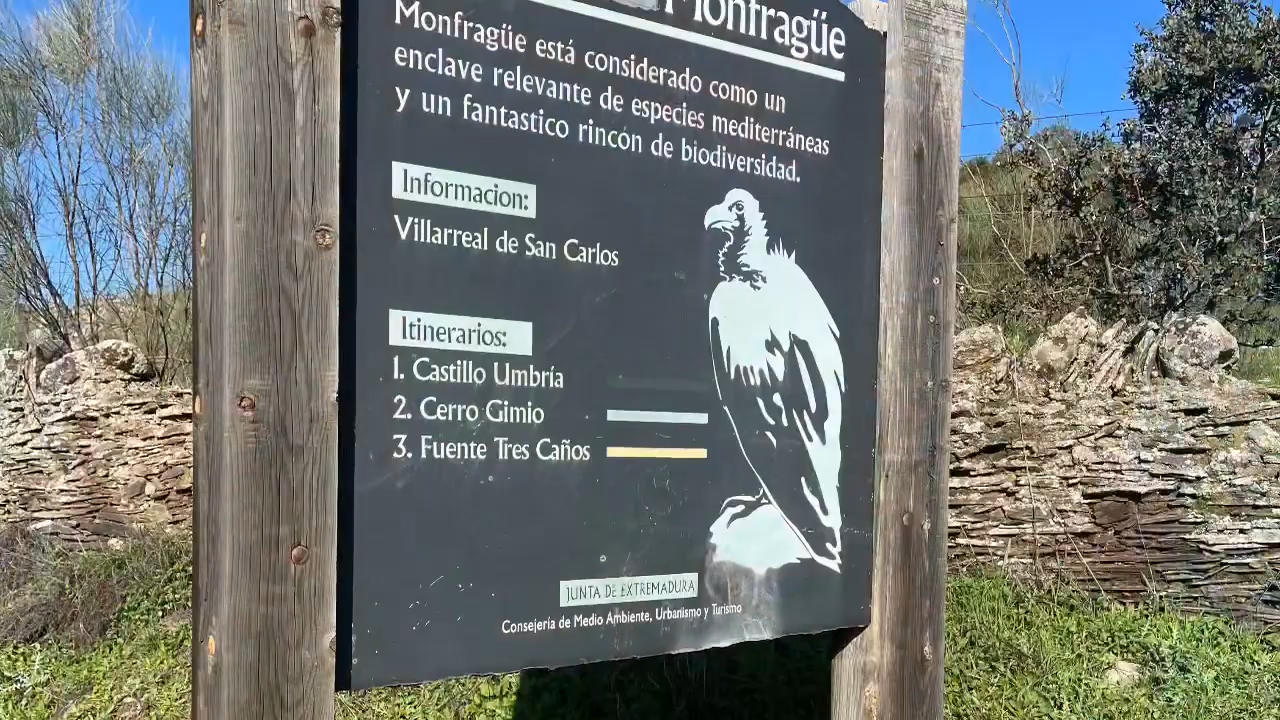 Monfragüe
Monfragüe está considerado como un
enclave relevante de especies mediterráneas
y un fantastico rincón de biodiversidad.
Informacion:
Villarreal de San Carlos
Itinerarios:
1. Castillo Umbría
2. Cerro Gimio
3. Fuente Tres Caños
JUNTA DE EXTREMADURA
Consejería de Medio Ambiente, Urbanismo y Turismo